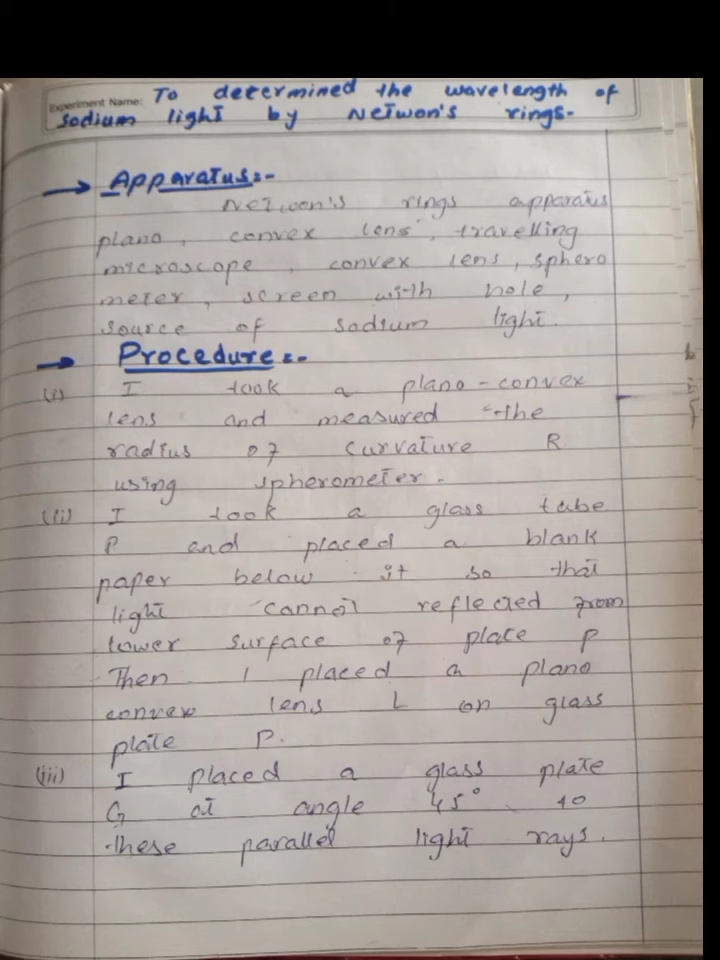 Experiment Name: To determined the wavelength of
sodium light by Neiwon's rings-
→ Apparatus:-
Neiwon's rings apparatus
plano, convex lens, travelling
microscope, convex lens, sphero
meter, screen with hole,
source of sodium light.
→ Procedure:-
(i) I took a plano-convex
lens and measured the
radius of curvature R
using spherometer.
(ii) I took a glass tube
P and placed a blank
paper below it so that
light cannot reflected from
lower surface of plate P
Then I placed a plano
convex lens L on glass
plate P.
(iii) I placed a glass plate
G at angle 45° to
these parallel light rays.